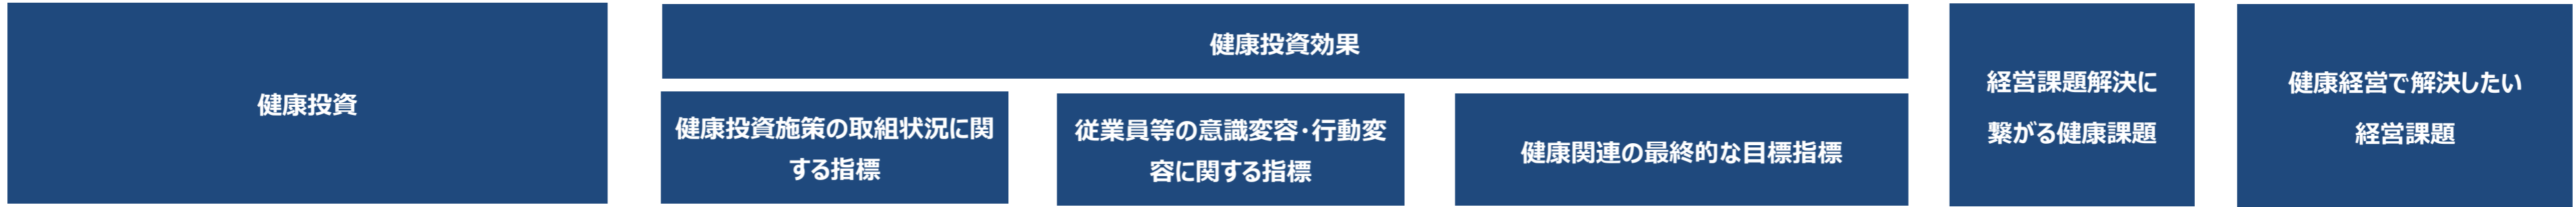 健康投資
健康投資効果
健康投資施策の取組状況に関
する指標
従業員等の意識変容・行動変
容に関する指標
健康関連の最終的な目標指標
経営課題解決に
繋がる健康課題
健康経営で解決したい
経営課題